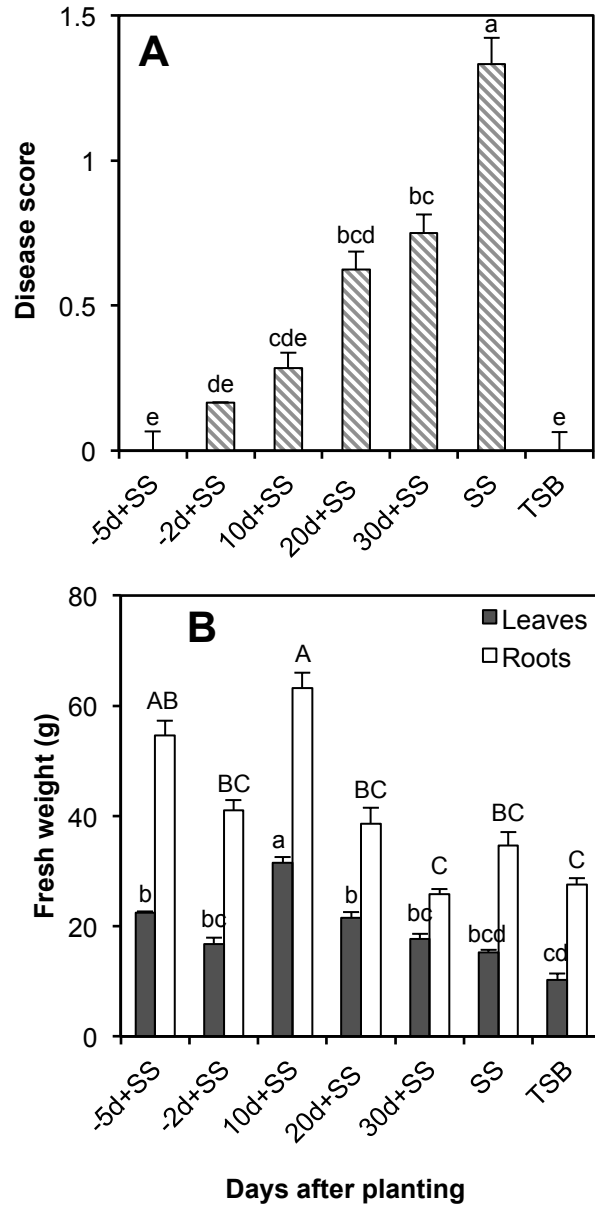 A
Disease score
1.5
1
0.5
0
e
de
cde
bcd
bc
a
e
-5d+SS
-2d+SS
10d+SS
20d+SS
30d+SS
SS
TSB
B
Leaves
Roots
Fresh weight (g)
80
60
40
20
0
b
AB
bc
BC
a
A
b
BC
bc
C
bcd
BC
cd
C
-5d+SS
-2d+SS
10d+SS
20d+SS
30d+SS
SS
TSB
Days after planting